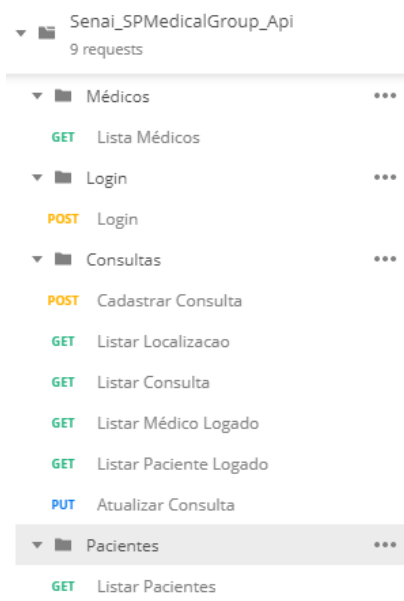 Senai_SPMedicalGroup_Api
9 requests
Médicos
GET Lista Médicos
Login
POST Login
Consultas
POST Cadastrar Consulta
GET Listar Localizacao
GET Listar Consulta
GET Listar Médico Logado
GET Listar Paciente Logado
PUT Atualizar Consulta
Pacientes
GET Listar Pacientes